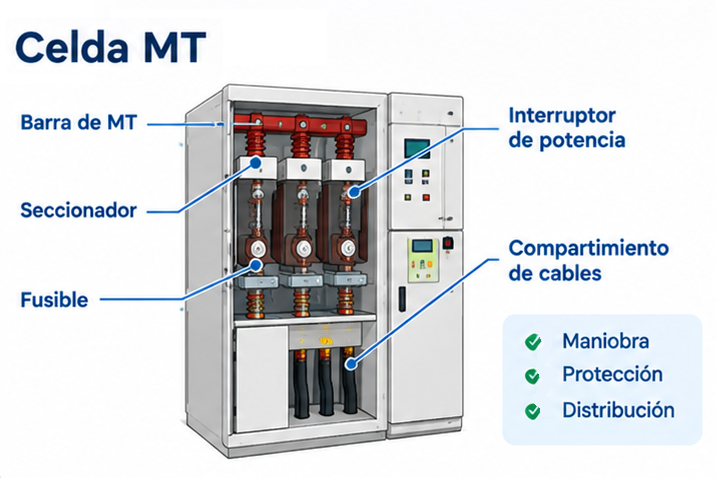 Celda MT
Barra de MT
Seccionador
Fusible
Interruptor
de potencia
Compartimiento
de cables
Maniobra
Protección
Distribución